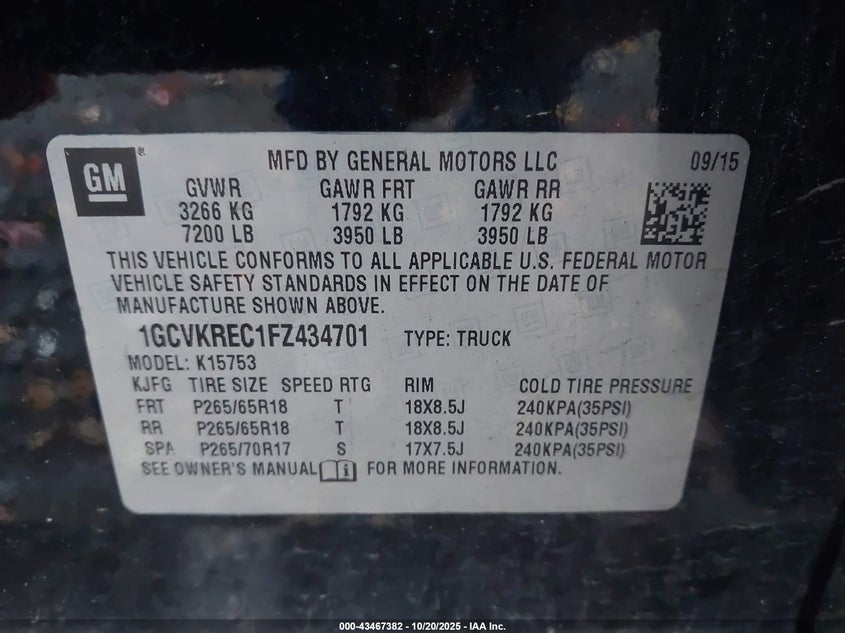 GM®
MFD BY GENERAL MOTORS LLC 09/15
GVWR GAWR FRT GAWR RR
3266 KG 1792 KG 1792 KG
7200 LB 3950 LB 3950 LB
THIS VEHICLE CONFORMS TO ALL APPLICABLE U.S. FEDERAL MOTOR
VEHICLE SAFETY STANDARDS IN EFFECT ON THE DATE OF
MANUFACTURE SHOWN ABOVE.
1GCVKREC1FZ434701 TYPE: TRUCK
MODEL: K15753
KJFG TIRE SIZE SPEED RTG RIM COLD TIRE PRESSURE
FRT P265/65R18 T 18X8.5J 240KPA(35PSI)
RR P265/65R18 T 18X8.5J 240KPA(35PSI)
SPA P265/70R17 S 17X7.5J 240KPA(35PSI)
SEE OWNER'S MANUAL FOR MORE INFORMATION.
000-43467382 - 10/20/2025 - IAA Inc.